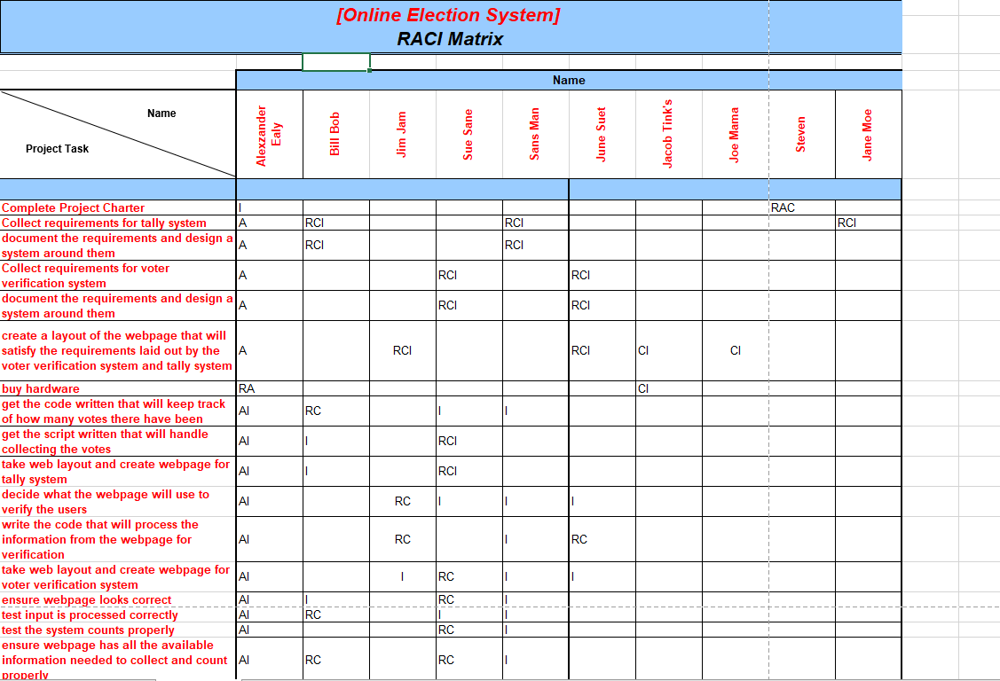 [Online Election System]
RACI Matrix
Name
Name
Project Task
Alexzander
Ealy
Bill Bob
Jim Jam
Sue Sane
Sans Man
June Suet
Jacob Tink's
Joe Mama
Steven
Jane Moe
Complete Project Charter I RAC
Collect requirements for tally system A RCI RCI RCI
document the requirements and design a
system around them A RCI RCI
Collect requirements for voter
verification system A RCI RCI
document the requirements and design a
system around them A RCI RCI
create a layout of the webpage that will
satisfy the requirements laid out by the A RCI RCI CI CI
voter verification system and tally system
buy hardware RA CI
get the code written that will keep track
of how many votes there have been AI RC I I
get the script written that will handle
collecting the votes AI I RCI
take web layout and create webpage for
tally system AI I RCI
decide what the webpage will use to
verify the users AI RC I I I
write the code that will process the
information from the webpage for AI RC I RC
verification
take web layout and create webpage for
voter verification system AI I RC I I
ensure webpage looks correct AI I RC I
test input is processed correctly AI RC I I
test the system counts properly AI RC I
ensure webpage has all the available
information needed to collect and count AI RC RC I
properly